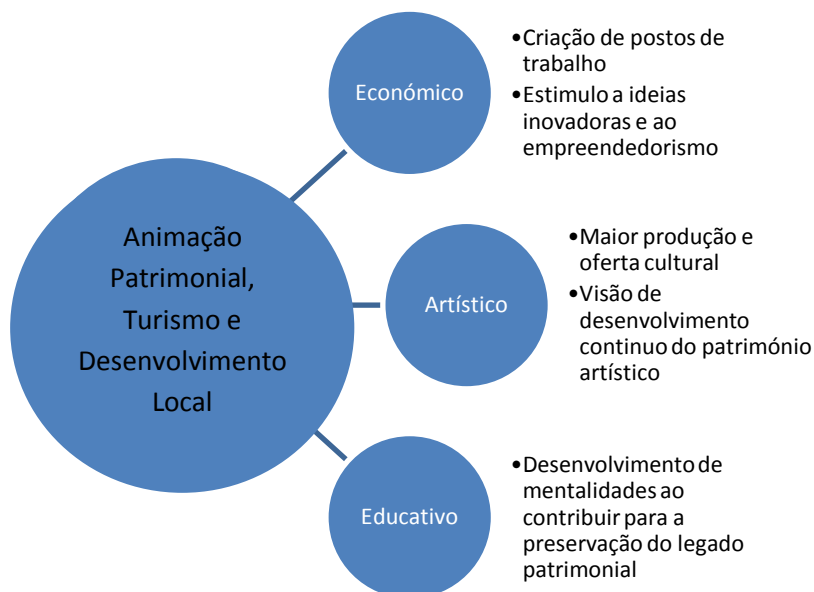 Animação
Patrimonial,
Turismo e
Desenvolvimento
Local
Económico
•Criação de postos de
trabalho
•Estimulo a ideias
inovadoras e ao
empreendedorismo
Artístico
•Maior produção e
oferta cultural
•Visão de
desenvolvimento
continuo do património
artístico
Educativo
•Desenvolvimento de
mentalidades ao
contribuir para a
preservação do legado
patrimonial